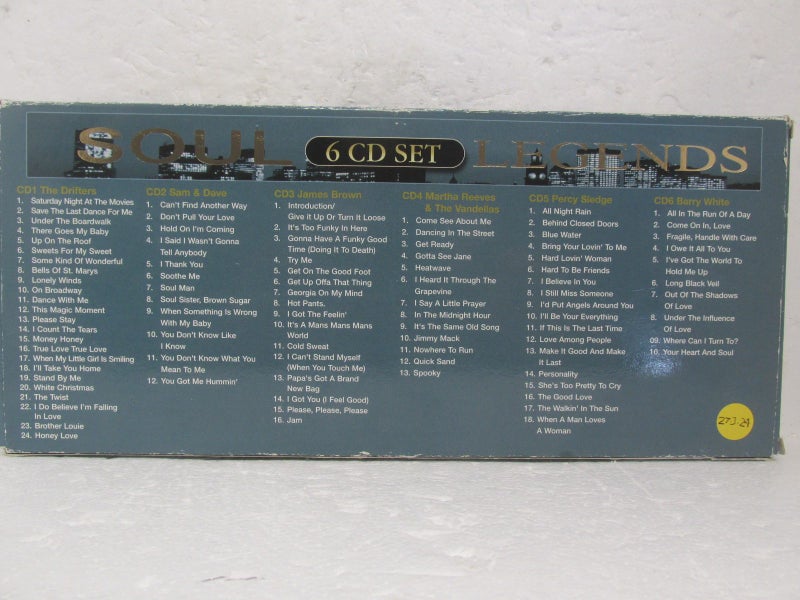 SOUL 6 CD SET LEGENDS
CD1 The Drifters
1. Saturday Night At The Movies
2. Save The Last Dance For Me
3. Under The Boardwalk
4. There Goes My Baby
5. Up On The Roof
6. Sweets For My Sweet
7. Some Kind Of Wonderful
8. Bells Of St. Marys
9. Lonely Winds
10. On Broadway
11. Dance With Me
12. This Magic Moment
13. Please Stay
14. I Count The Tears
15. Money Honey
16. True Love True Love
17. When My Little Girl Is Smiling
18. I'll Take You Home
19. Stand By Me
20. White Christmas
21. The Twist
22. I Do Believe I'm Falling
In Love
23. Brother Louie
24. Honey Love
CD2 Sam & Dave
1. Can't Find Another Way
2. Don't Pull Your Love
3. Hold On I'm Coming
4. I Said I Wasn't Gonna
Tell Anybody
5. I Thank You
6. Soothe Me
7. Soul Man
8. Soul Sister, Brown Sugar
9. When Something Is Wrong
With My Baby
10. You Don't Know Like
I Know
11. You Don't Know What You
Mean To Me
12. You Got Me Hummin'
CD3 James Brown
1. Introduction/
Give it Up Or Turn It Loose
2. It's Too Funky In Here
3. Gonna Have A Funky Good
Time (Doing It To Death)
4. Try Me
5. Get On The Good Foot
6. Get Up Offa That Thing
7. Georgia On My Mind
8. Hot Pants.
9. I Got The Feelin'
10. It's A Mans Mans Mans
World
11. Cold Sweat
12. I Can't Stand Myself
(When You Touch Me)
13. Papa's Got A Brand
New Bag
14. I Got You (I Feel Good)
15. Please, Please, Please
16. Jam
CD4 Martha Reeves
& The Vandellas
1. Come See About Me
2. Dancing In The Street
3. Get Ready
4. Gotta See Jane
5. Heatwave
6. I Heard It Through The
Grapevine
7. I Say A Little Prayer
8. In The Midnight Hour
9. It's The Same Old Song
10. Jimmy Mack
11. Nowhere To Run
12. Quick Sand
13. Spooky
CD5 Percy Sledge
1. All Night Rain
2. Behind Closed Doors
3. Blue Water
4. Bring Your Lovin' To Me
5. Hard Lovin' Woman
6. Hard To Be Friends
7. I Believe In You
8. I Still Miss Someone
9. I'd Put Angels Around You
10. I'll Be Your Everything
11. If This Is The Last Time
12. Love Among People
13. Make It Good And Make
It Last
14. Personality
15. She's Too Pretty To Cry
16. The Good Love
17. The Walkin' In The Sun
18. When A Man Loves
A Woman
CD6 Barry White
1. All In The Run Of A Day
2. Come On In, Love
3. Fragile, Handle With Care
4. I Owe It All To You
5. I've Got The World To
Hold Me Up
6. Long Black Veil
7. Out Of The Shadows
Of Love
8. Under The Influence
Of Love
09. Where Can I Turn To?
10. Your Heart And Soul